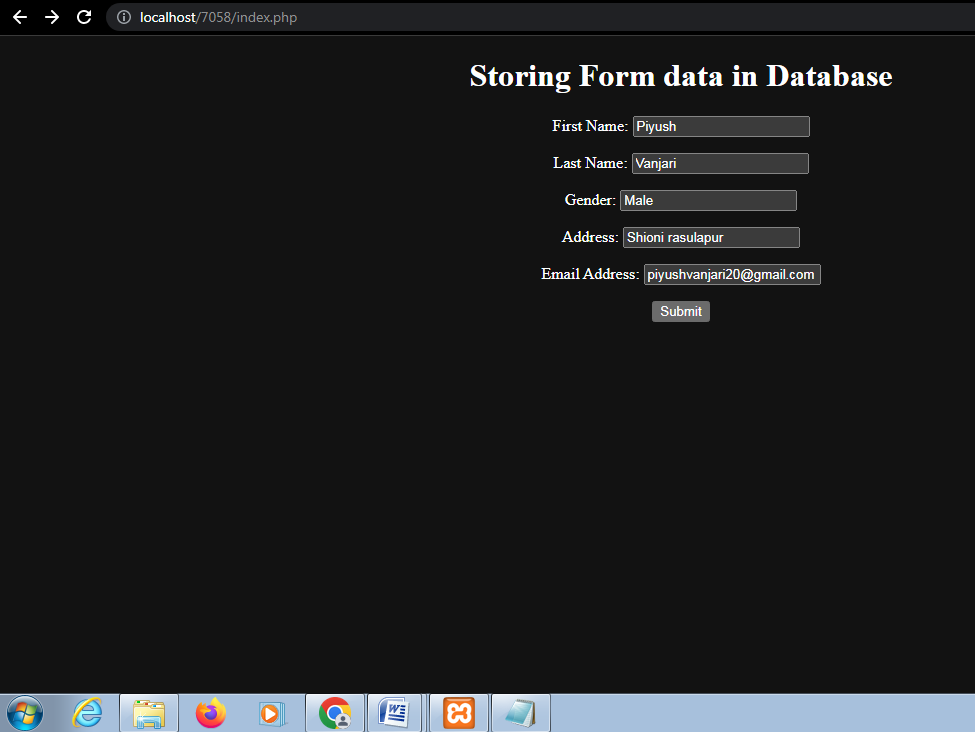 localhost/7058/index.php
Storing Form data in Database
First Name: Piyush
Last Name: Vanjari
Gender: Male
Address: Shioni rasulapur
Email Address: piyushvanjari20@gmail.com
Submit